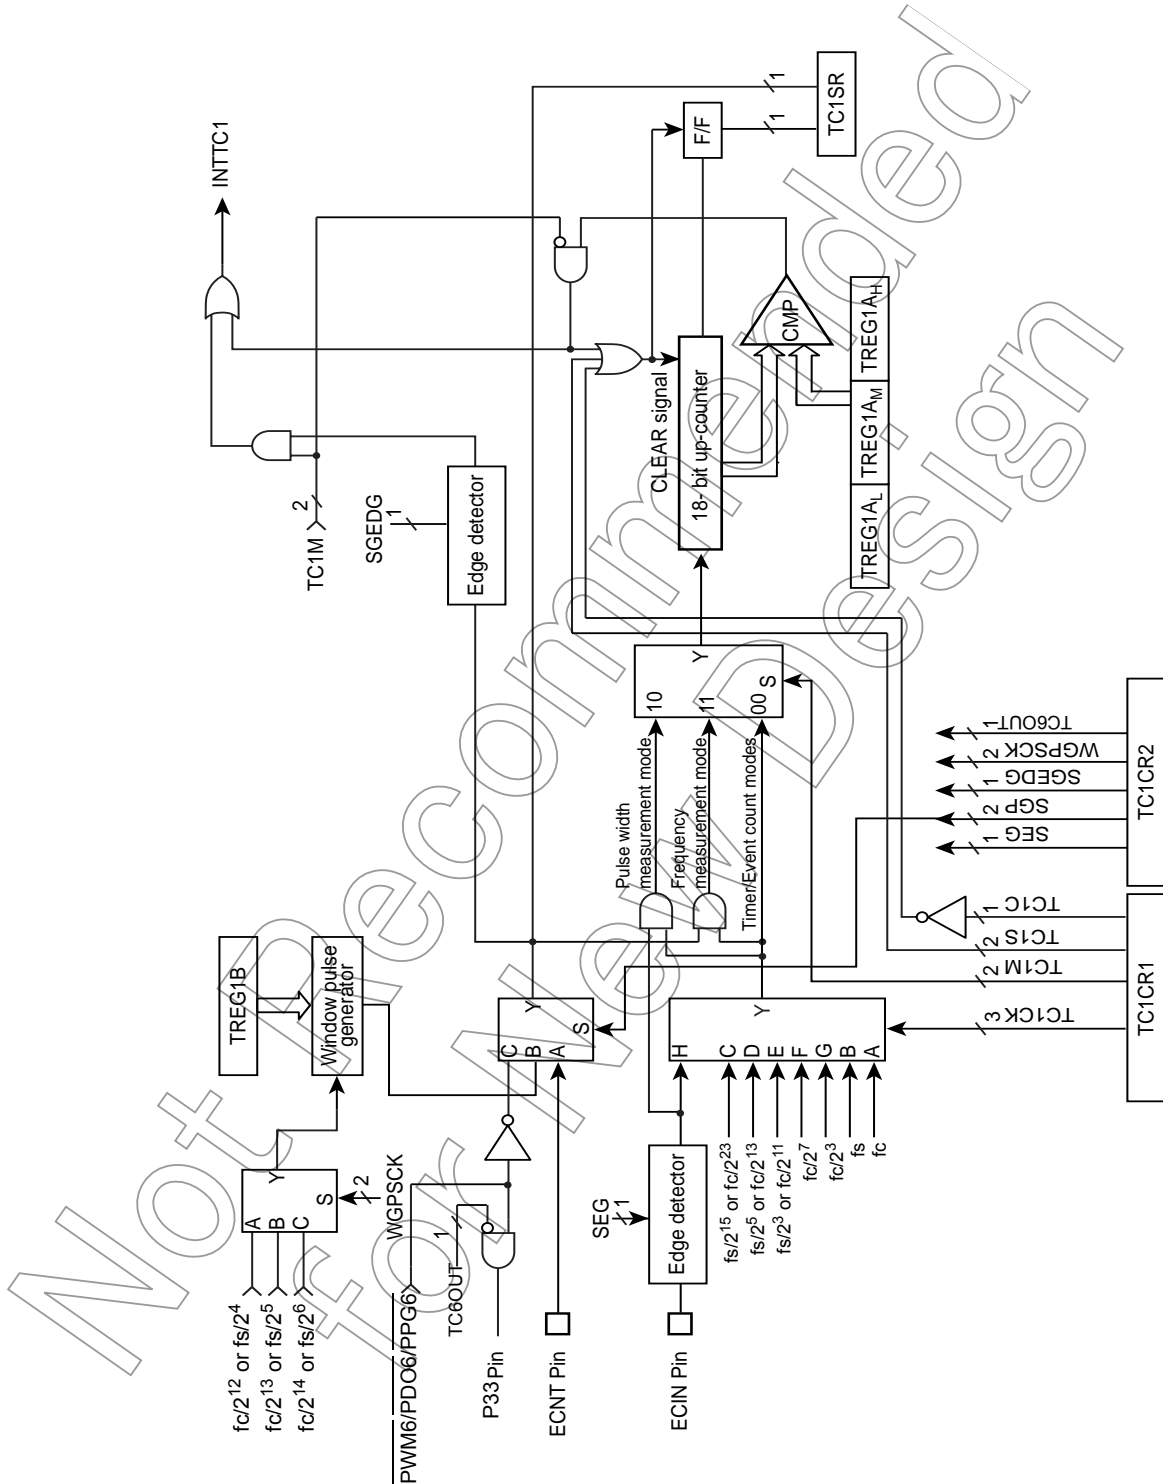 INTTC1
TC1M
2
SGEDG
1
Edge detector
TREG1B
Window pulse
generator
A
B
C
Y
S
fc/2^12 or fs/2^4
fc/2^13 or fs/2^5
fc/2^14 or fs/2^6
2
WGPSCK
PWM6/PDO6/PPG6
TC6OUT
1
P33 Pin
ECNT Pin
C
B
A
Y
S
ECIN Pin
SEG
1
Edge detector
H
C
D
E
F
G
B
A
Y
fs/2^15 or fc/2^23
fs/2^5 or fc/2^13
fs/2^3 or fc/2^11
fc/2^7
fc/2^3
fs
fc
Pulse width
measurement mode
Frequency
measurement mode
Timer/Event count modes
10
11
00
Y
S
CLEAR signal
18- bit up-counter
F/F
1
1
TC1SR
CMP
TREG1AL
TREG1AM
TREG1AH
3
TC1CK
2
TC1M
2
TC1S
1
TC1C
TC1CR1
1
SEG
2
SGP
1
SGEDG
2
WGPSCK
1
TC6OUT
TC1CR2
Not Recommended
for New Design